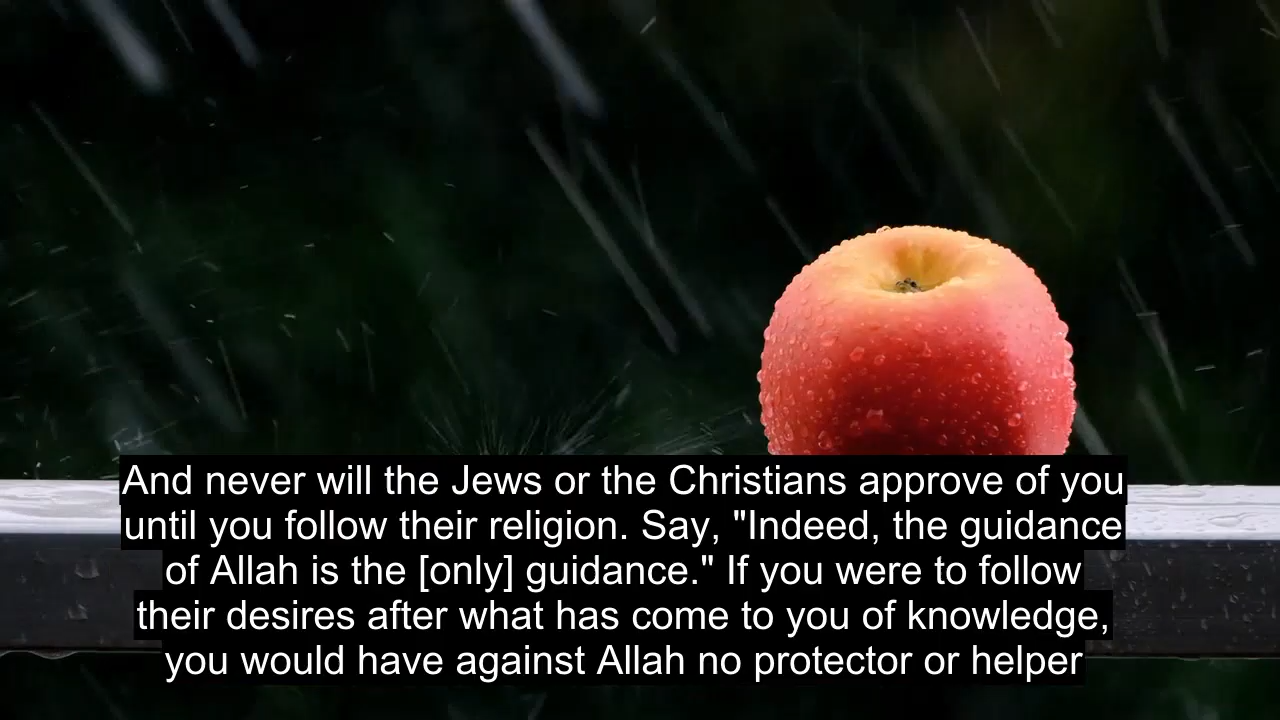 And never will the Jews or the Christians approve of you
until you follow their religion. Say, "Indeed, the guidance
of Allah is the [only] guidance." If you were to follow
their desires after what has come to you of knowledge,
you would have against Allah no protector or helper